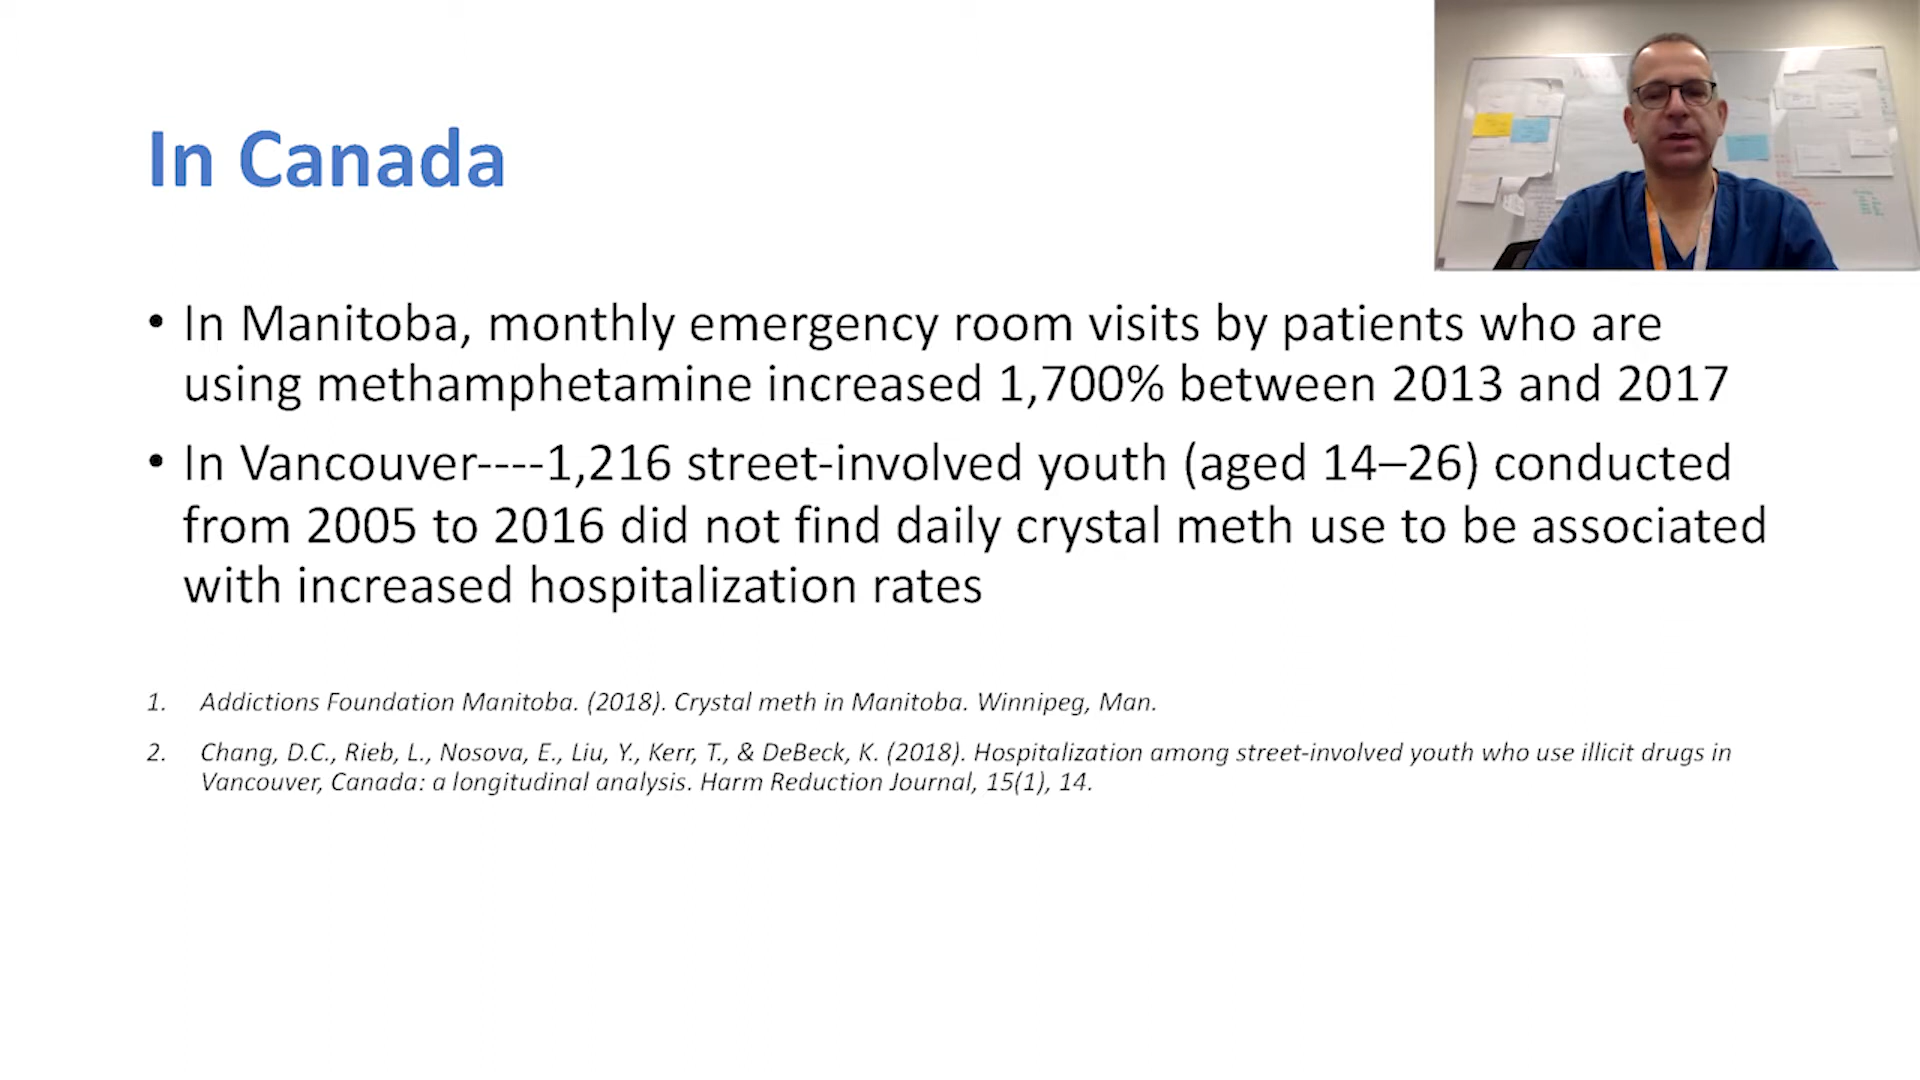 In Canada
• In Manitoba, monthly emergency room visits by patients who are
using methamphetamine increased 1,700% between 2013 and 2017
• In Vancouver----1,216 street-involved youth (aged 14–26) conducted
from 2005 to 2016 did not find daily crystal meth use to be associated
with increased hospitalization rates
1. Addictions Foundation Manitoba. (2018). Crystal meth in Manitoba. Winnipeg, Man.
2. Chang, D.C., Rieb, L., Nosova, E., Liu, Y., Kerr, T., & DeBeck, K. (2018). Hospitalization among street-involved youth who use illicit drugs in
Vancouver, Canada: a longitudinal analysis. Harm Reduction Journal, 15(1), 14.